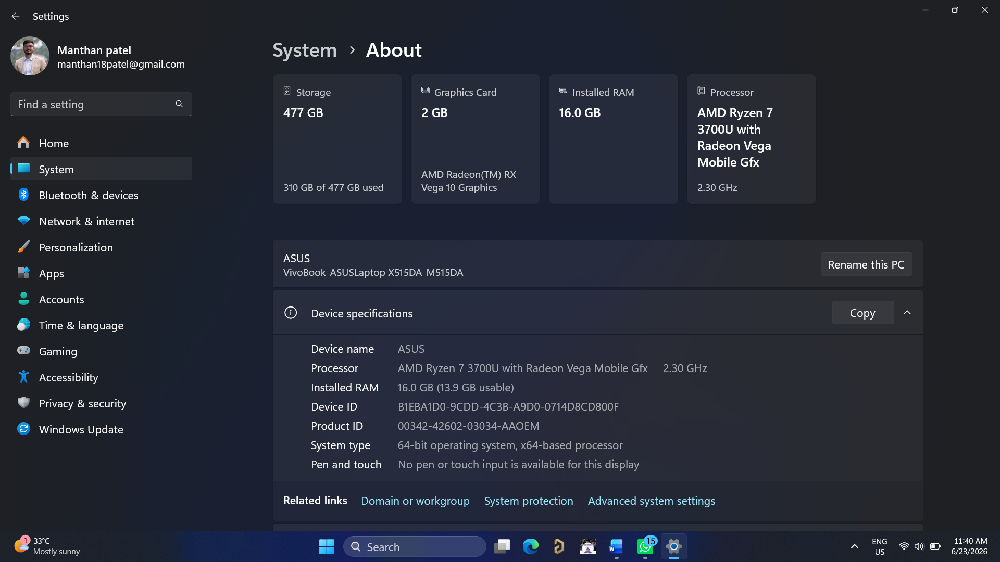 Settings
Manthan patel
manthan18patel@gmail.com
Find a setting
Home
System
Bluetooth & devices
Network & internet
Personalization
Apps
Accounts
Time & language
Gaming
Accessibility
Privacy & security
Windows Update
System > About
Storage
477 GB
310 GB of 477 GB used
Graphics Card
2 GB
AMD Radeon(TM) RX
Vega 10 Graphics
Installed RAM
16.0 GB
Processor
AMD Ryzen 7
3700U with
Radeon Vega
Mobile Gfx
2.30 GHz
ASUS
VivoBook_ASUSLaptop X515DA_M515DA
Rename this PC
Device specifications
Copy
Device name ASUS
Processor AMD Ryzen 7 3700U with Radeon Vega Mobile Gfx 2.30 GHz
Installed RAM 16.0 GB (13.9 GB usable)
Device ID B1EBA1D0-9CDD-4C3B-A9D0-0714D8CD800F
Product ID 00342-42602-03034-AAOEM
System type 64-bit operating system, x64-based processor
Pen and touch No pen or touch input is available for this display
Related links Domain or workgroup System protection Advanced system settings
1
33°C
Mostly sunny
Search
W
15
ENG
US
11:40 AM
6/23/2026